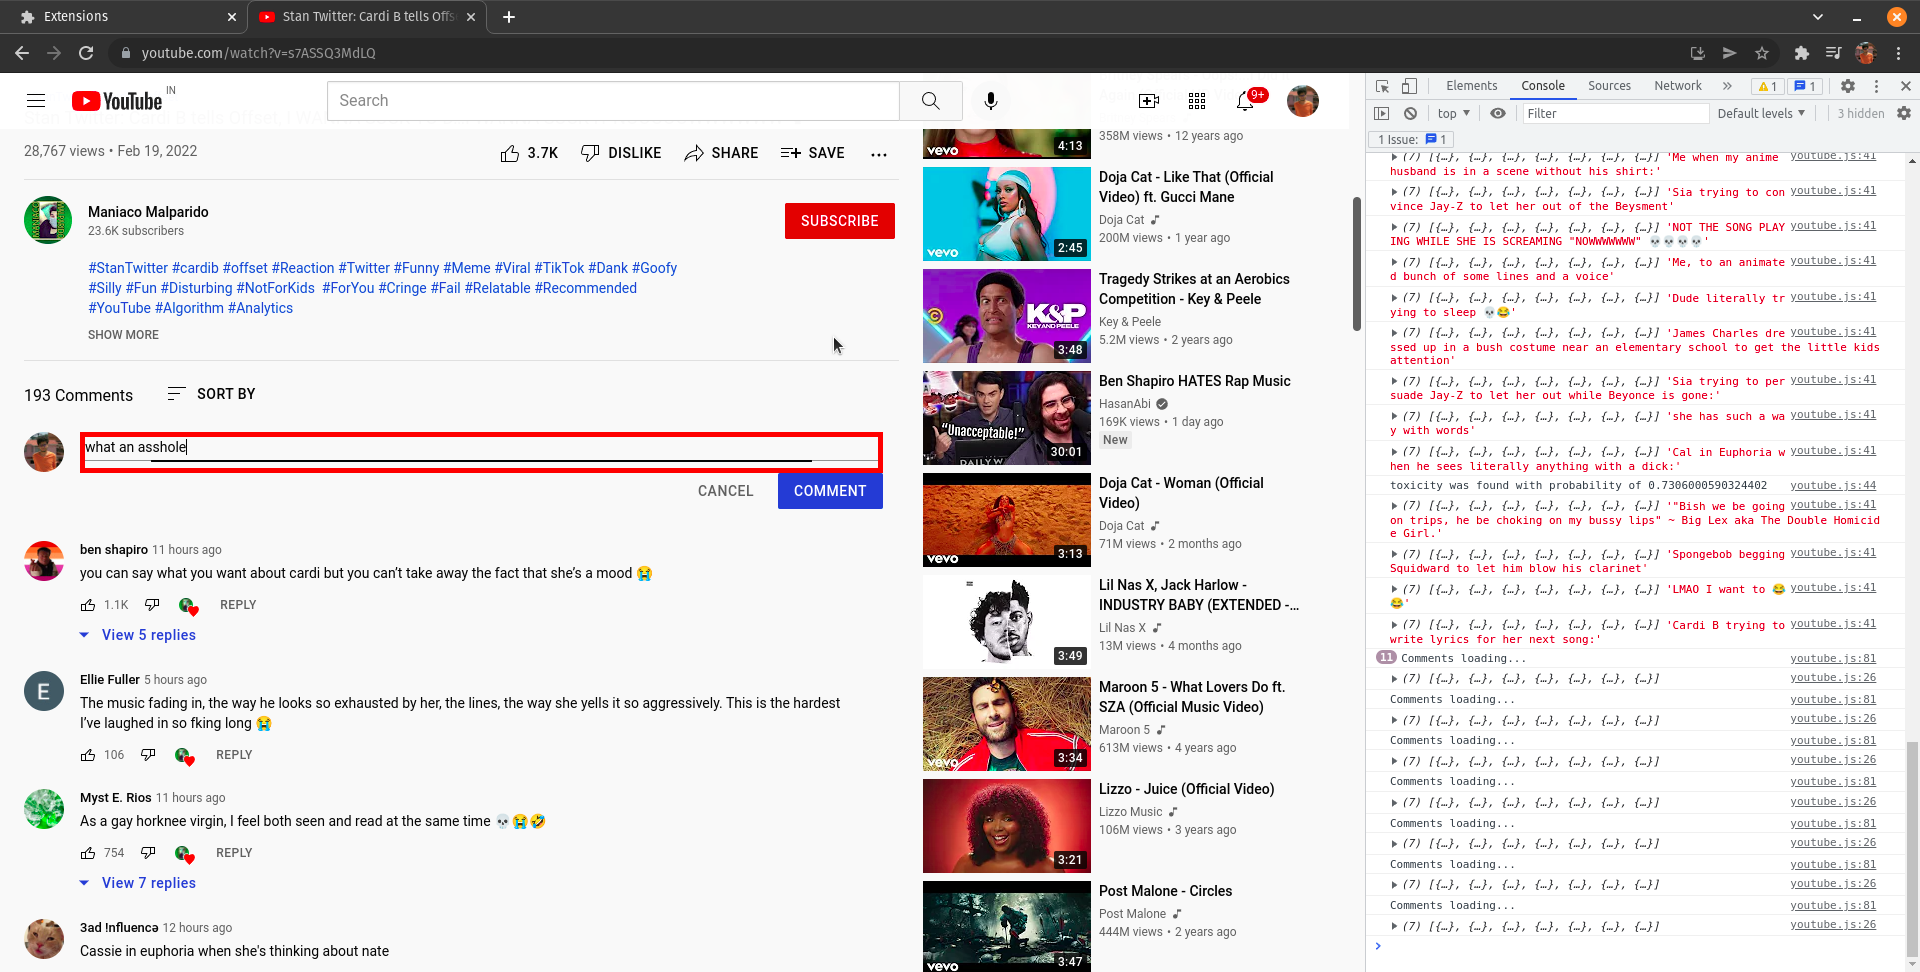 Extensions
Stan Twitter: Cardi B tells Offs
youtube.com/watch?v=s7ASSQ3MdLQ
YouTube IN
Search
9+
28,767 views • Feb 19, 2022
3.7K DISLIKE SHARE SAVE
Maniaco Malparido
23.6K subscribers
SUBSCRIBE
#StanTwitter #cardib #offset #Reaction #Twitter #Funny #Meme #Viral #TikTok #Dank #Goofy
#Silly #Fun #Disturbing #NotForKids #ForYou #Cringe #Fail #Relatable #Recommended
#YouTube #Algorithm #Analytics
SHOW MORE
193 Comments SORT BY
what an asshole
CANCEL COMMENT
ben shapiro 11 hours ago
you can say what you want about cardi but you can't take away the fact that she's a mood 😭
1.1K REPLY
View 5 replies
E
Ellie Fuller 5 hours ago
The music fading in, the way he looks so exhausted by her, the lines, the way she yells it so aggressively. This is the hardest
I've laughed in so fking long 😭
106 REPLY
Myst E. Rios 11 hours ago
As a gay horknee virgin, I feel both seen and read at the same time 💀😭🤣
754 REPLY
View 7 replies
3ad !nfluencə 12 hours ago
Cassie in euphoria when she's thinking about nate
vevo 4:13
358M views • 12 years ago
vevo 2:45
Doja Cat - Like That (Official
Video) ft. Gucci Mane
Doja Cat
200M views • 1 year ago
K&P
KEY AND PEELE
3:48
Tragedy Strikes at an Aerobics
Competition - Key & Peele
Key & Peele
5.2M views • 2 years ago
"Unacceptable!"
DAILYW
30:01
Ben Shapiro HATES Rap Music
HasanAbi
169K views • 1 day ago
New
vevo 3:13
Doja Cat - Woman (Official
Video)
Doja Cat
71M views • 2 months ago
3:49
Lil Nas X, Jack Harlow -
INDUSTRY BABY (EXTENDED -...
Lil Nas X
13M views • 4 months ago
vevo 3:34
Maroon 5 - What Lovers Do ft.
SZA (Official Music Video)
Maroon 5
613M views • 4 years ago
3:21
Lizzo - Juice (Official Video)
Lizzo Music
106M views • 3 years ago
vevo 3:47
Post Malone - Circles
Post Malone
444M views • 2 years ago
Elements Console Sources Network » 1 1
top Filter Default levels 3 hidden
1 Issue: 1
(7) [{…}, {…}, {…}, {…}, {…}, {…}, {…}] 'Me when my anime youtube.js:41
husband is in a scene without his shirt:'
(7) [{…}, {…}, {…}, {…}, {…}, {…}, {…}] 'Sia trying to con youtube.js:41
vince Jay-Z to let her out of the Beysment'
(7) [{…}, {…}, {…}, {…}, {…}, {…}, {…}] 'NOT THE SONG PLAY youtube.js:41
ING WHILE SHE IS SCREAMING "NOWWWWWWW" 💀💀💀💀'
(7) [{…}, {…}, {…}, {…}, {…}, {…}, {…}] 'Me, to an animate youtube.js:41
d bunch of some lines and a voice'
(7) [{…}, {…}, {…}, {…}, {…}, {…}, {…}] 'Dude literally tr youtube.js:41
ying to sleep 💀😂'
(7) [{…}, {…}, {…}, {…}, {…}, {…}, {…}] 'James Charles dre youtube.js:41
ssed up in a bush costume near an elementary school to get the little kids
attention'
(7) [{…}, {…}, {…}, {…}, {…}, {…}, {…}] 'Sia trying to per youtube.js:41
suade Jay-Z to let her out while Beyonce is gone:'
(7) [{…}, {…}, {…}, {…}, {…}, {…}, {…}] 'she has such a wa youtube.js:41
y with words'
(7) [{…}, {…}, {…}, {…}, {…}, {…}, {…}] 'Cal in Euphoria w youtube.js:41
hen he sees literally anything with a dick:'
toxicity was found with probability of 0.7306000590324402 youtube.js:44
(7) [{…}, {…}, {…}, {…}, {…}, {…}, {…}] '"Bish we be going youtube.js:41
on trips, he be choking on my bussy lips" ~ Big Lex aka The Double Homicid
e Girl.'
(7) [{…}, {…}, {…}, {…}, {…}, {…}, {…}] 'Spongebob begging youtube.js:41
Squidward to let him blow his clarinet'
(7) [{…}, {…}, {…}, {…}, {…}, {…}, {…}] 'LMAO I want to 😂 youtube.js:41
😂'
(7) [{…}, {…}, {…}, {…}, {…}, {…}, {…}] 'Cardi B trying to youtube.js:41
write lyrics for her next song:'
11 Comments loading... youtube.js:81
(7) [{…}, {…}, {…}, {…}, {…}, {…}, {…}] youtube.js:26
Comments loading... youtube.js:81
(7) [{…}, {…}, {…}, {…}, {…}, {…}, {…}] youtube.js:26
Comments loading... youtube.js:81
(7) [{…}, {…}, {…}, {…}, {…}, {…}, {…}] youtube.js:26
Comments loading... youtube.js:81
(7) [{…}, {…}, {…}, {…}, {…}, {…}, {…}] youtube.js:26
Comments loading... youtube.js:81
(7) [{…}, {…}, {…}, {…}, {…}, {…}, {…}] youtube.js:26
Comments loading... youtube.js:81
(7) [{…}, {…}, {…}, {…}, {…}, {…}, {…}] youtube.js:26
Comments loading... youtube.js:81
(7) [{…}, {…}, {…}, {…}, {…}, {…}, {…}] youtube.js:26